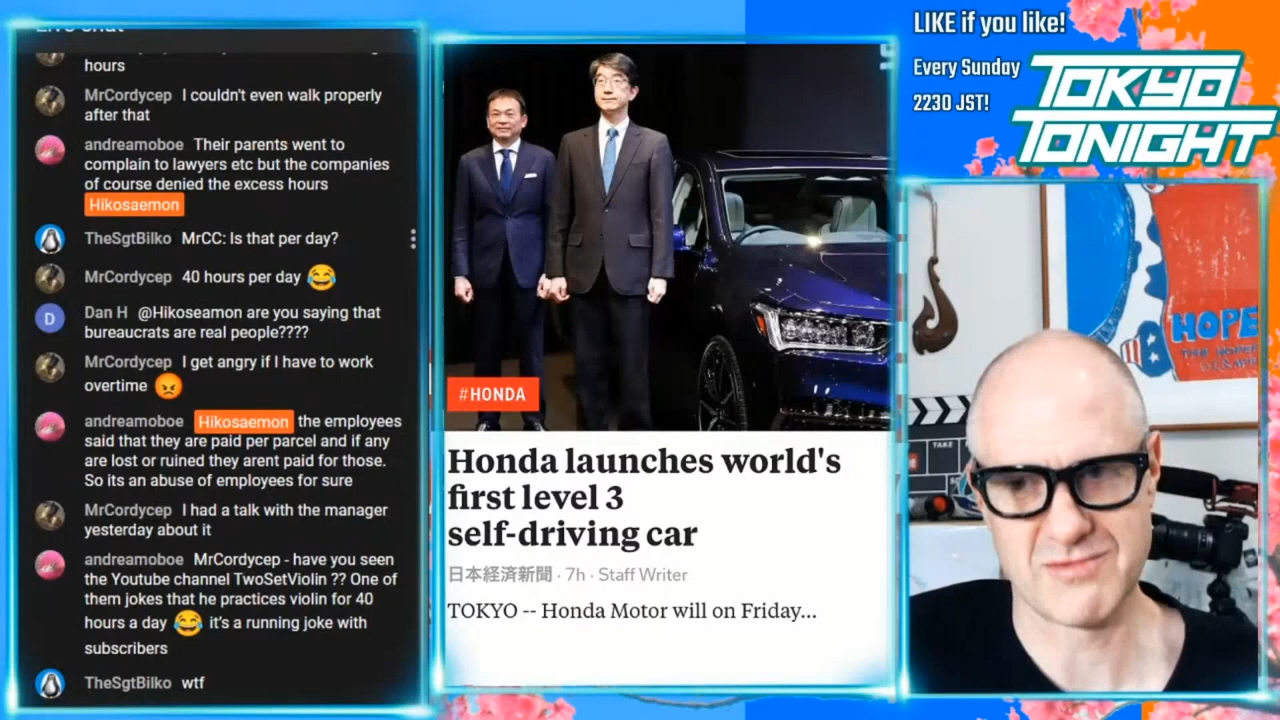 hours
MrCordycep I couldn't even walk properly
after that
andreamoboe Their parents went to
complain to lawyers etc but the companies
of course denied the excess hours
Hikosaemon
TheSgtBilko MrCC: Is that per day?
MrCordycep 40 hours per day 😂
D Dan H @Hikoseamon are you saying that
bureaucrats are real people????
MrCordycep I get angry if I have to work
overtime 😡
andreamoboe Hikosaemon the employees
said that they are paid per parcel and if any
are lost or ruined they arent paid for those.
So its an abuse of employees for sure
MrCordycep I had a talk with the manager
yesterday about it
andreamoboe MrCordycep - have you seen
the Youtube channel TwoSetViolin ?? One of
them jokes that he practices violin for 40
hours a day 😂 it's a running joke with
subscribers
TheSgtBilko wtf
#HONDA
Honda launches world's
first level 3
self-driving car
日本経済新聞 · 7h · Staff Writer
TOKYO -- Honda Motor will on Friday...
LIKE if you like!
Every Sunday
2230 JST!
TOKYO
TONIGHT
HOPE
TAKE